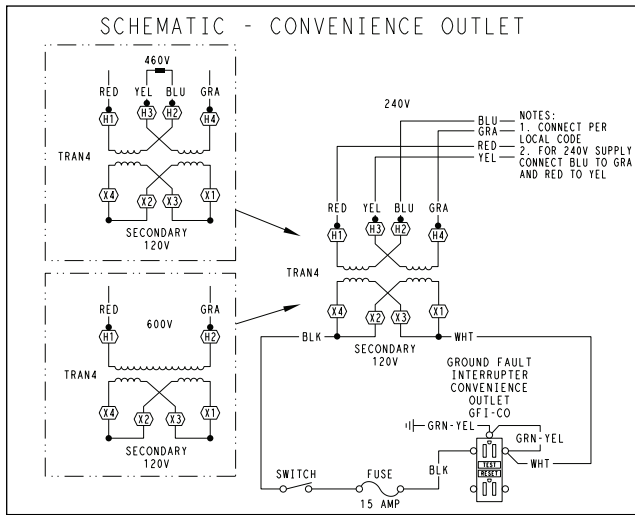 SCHEMATIC - CONVENIENCE OUTLET
460V
RED YEL BLU GRA
H1 H3 H2 H4
TRAN4
X4 X2 X3 X1
SECONDARY
120V
600V
RED GRA
H1 H2
TRAN4
X4 X2 X3 X1
SECONDARY
120V
240V
BLU
GRA
RED
YEL
NOTES:
1. CONNECT PER
LOCAL CODE
2. FOR 240V SUPPLY
CONNECT BLU TO GRA
AND RED TO YEL
RED YEL BLU GRA
H1 H3 H2 H4
TRAN4
X4 X2 X3 X1
BLK WHT
SECONDARY
120V
GROUND FAULT
INTERRUPTER
CONVENIENCE
OUTLET
GFI-CO
GRN-YEL
GRN-YEL
WHT
BLK
TEST
RESET
SWITCH
FUSE
15 AMP